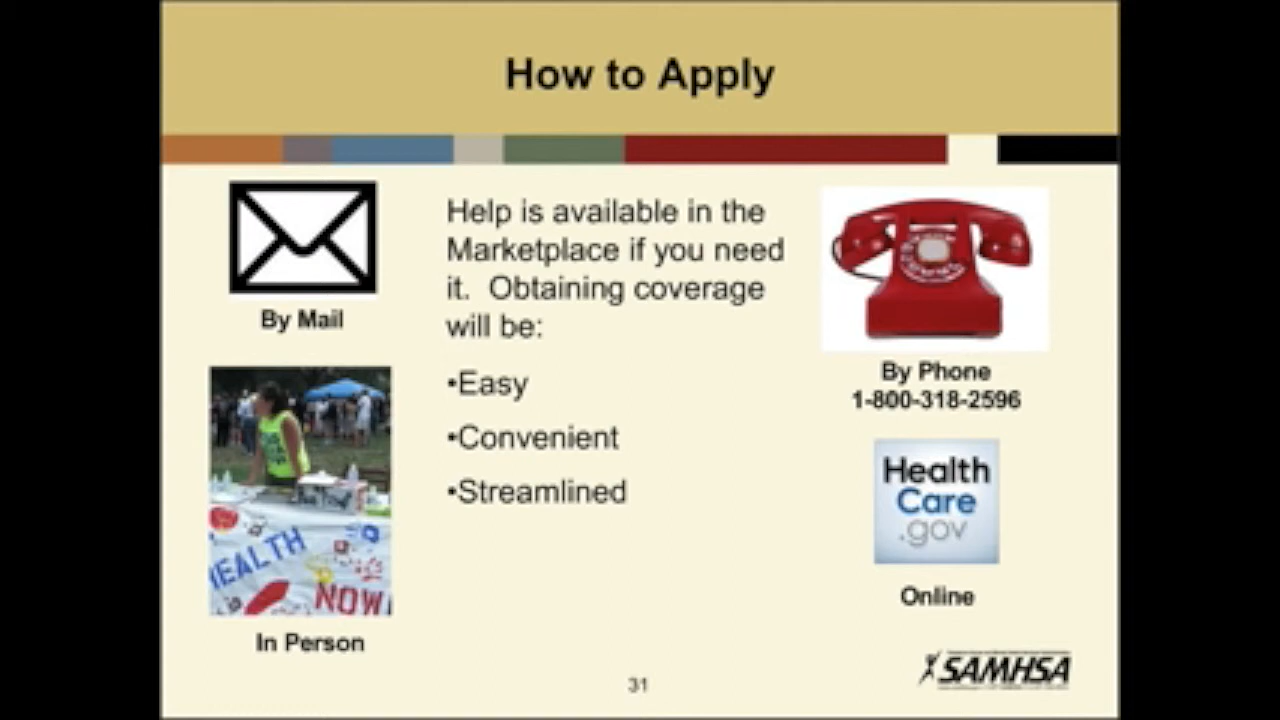 How to Apply
By Mail
Help is available in the
Marketplace if you need
it. Obtaining coverage
will be:
•Easy
•Convenient
•Streamlined
By Phone
1-800-318-2596
HEALTH
NOW
In Person
Health
Care
.gov
Online
31
SAMHSA